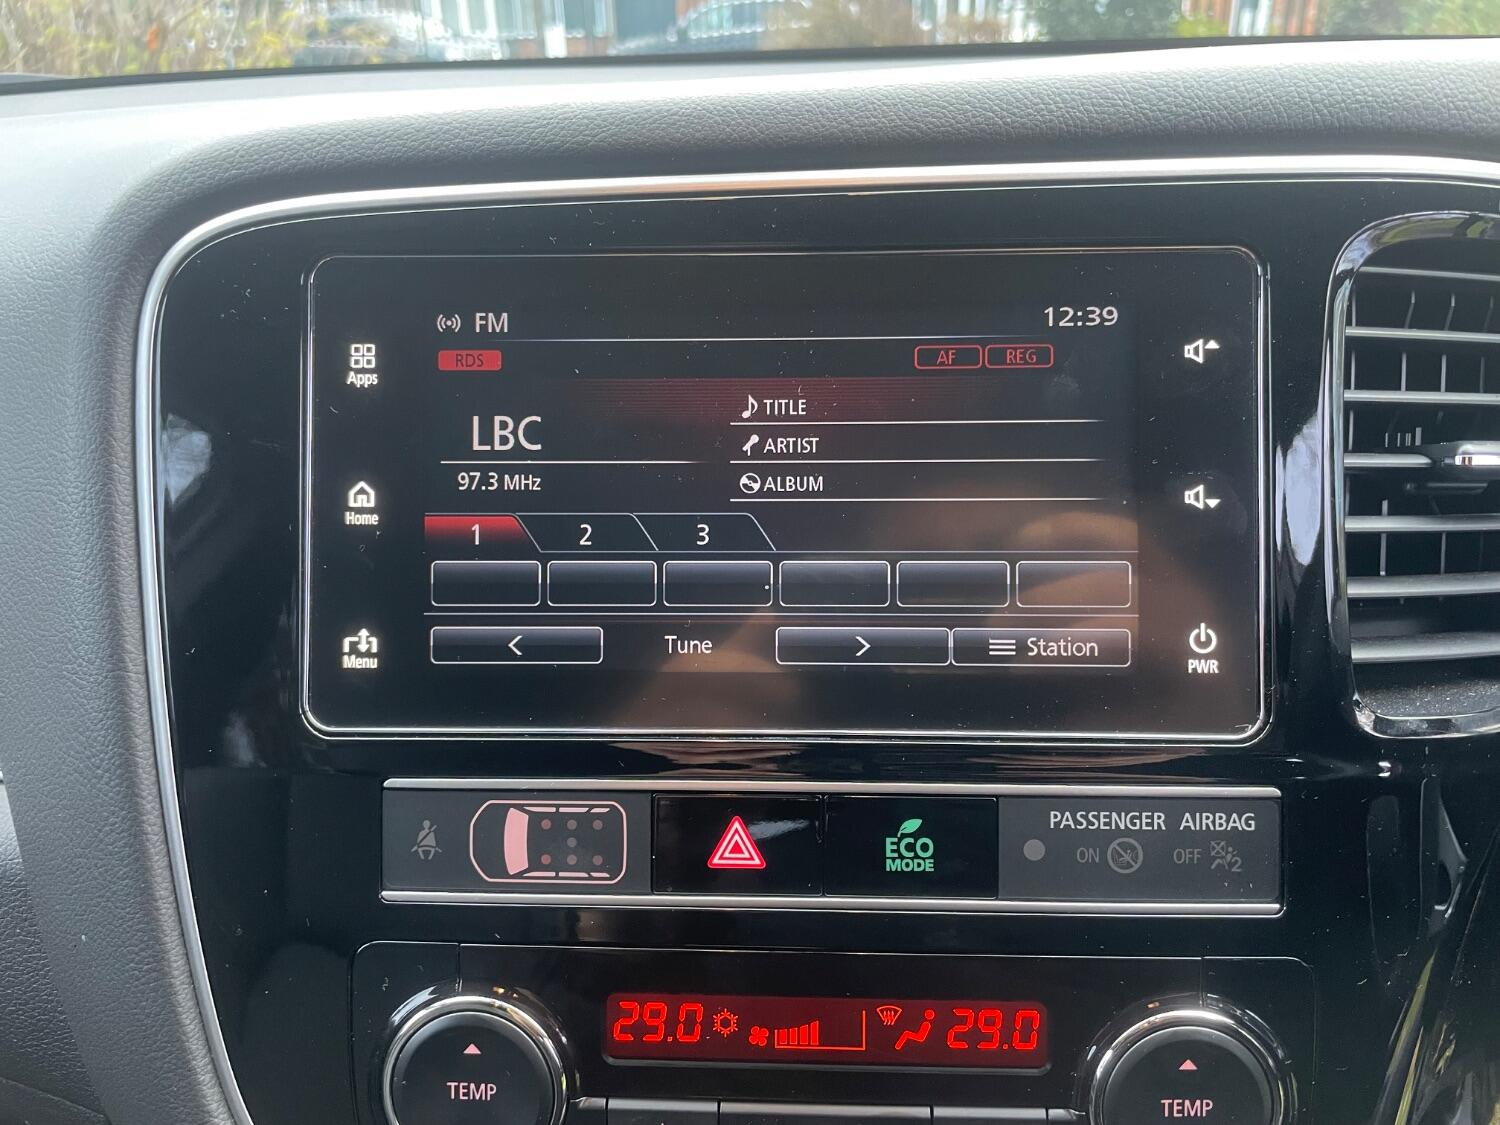 FM 12:39
RDS AF REG
Apps
TITLE
LBC
ARTIST
97.3 MHz
ALBUM
Home
1 2 3
< Tune > Station
Menu
PWR
PASSENGER AIRBAG
ECO
MODE
ON OFF 2
29.0 29.0
TEMP TEMP